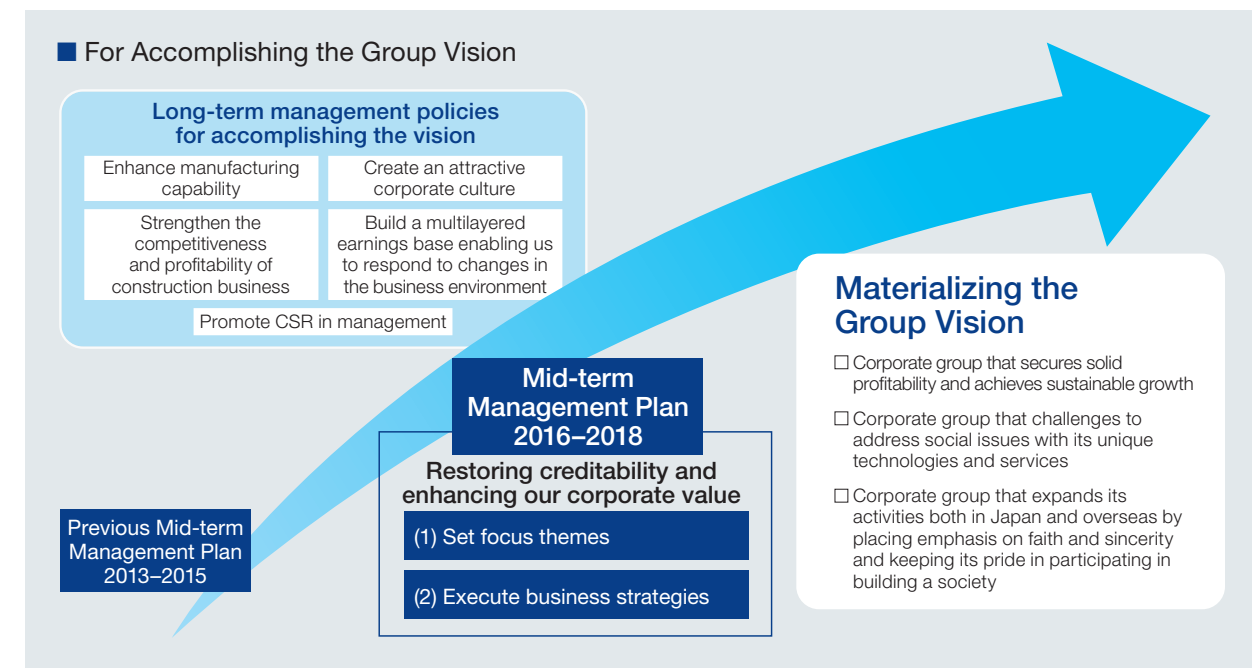 ■ For Accomplishing the Group Vision
Long-term management policies
for accomplishing the vision
Enhance manufacturing
capability
Create an attractive
corporate culture
Strengthen the
competitiveness
and profitability of
construction business
Build a multilayered
earnings base enabling us
to respond to changes in
the business environment
Promote CSR in management
Previous Mid-term
Management Plan
2013–2015
Mid-term
Management Plan
2016–2018
Restoring creditability and
enhancing our corporate value
(1) Set focus themes
(2) Execute business strategies
Materializing the
Group Vision
□ Corporate group that secures solid
profitability and achieves sustainable growth
□ Corporate group that challenges to
address social issues with its unique
technologies and services
□ Corporate group that expands its
activities both in Japan and overseas by
placing emphasis on faith and sincerity
and keeping its pride in participating in
building a society